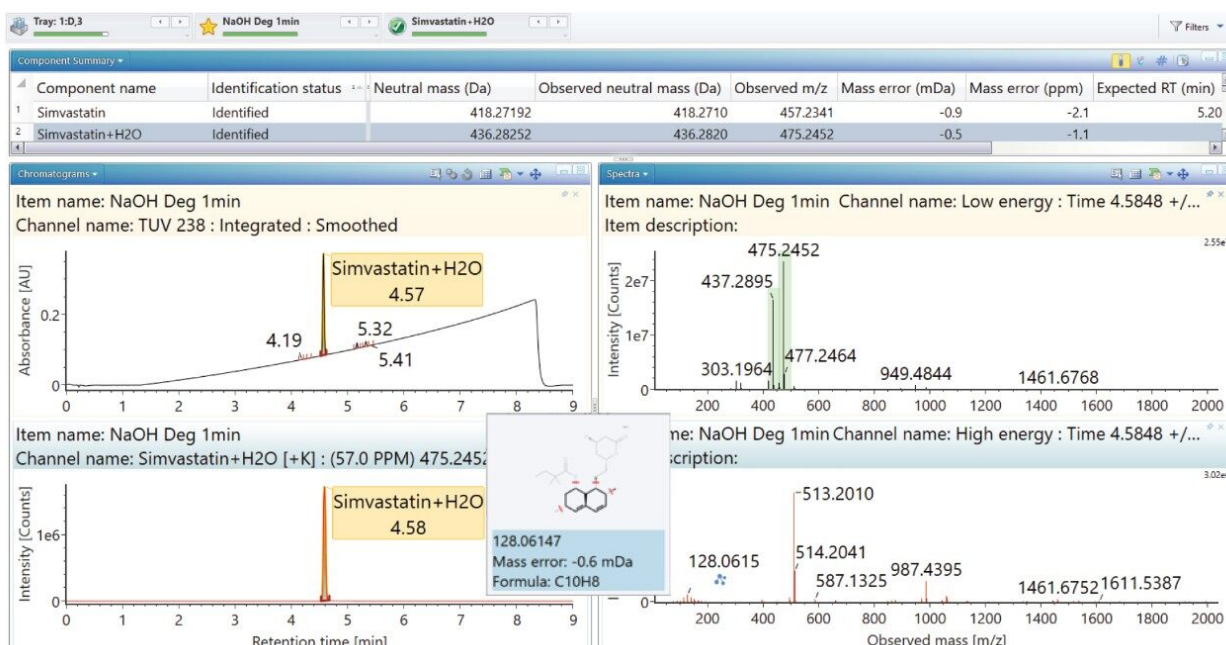 Tray: 1:D,3
NaOH Deg 1min
Simvastatin+H2O
Filters
Component Summary
Component name Identification status Neutral mass (Da) Observed neutral mass (Da) Observed m/z Mass error (mDa) Mass error (ppm) Expected RT (min)
1 Simvastatin Identified 418.27192 418.2710 457.2341 -0.9 -2.1 5.20
2 Simvastatin+H2O Identified 436.28252 436.2820 475.2452 -0.5 -1.1
Chromatograms
Item name: NaOH Deg 1min
Channel name: TUV 238 : Integrated : Smoothed
Absorbance [AU]
0.2
0
Simvastatin+H2O
4.57
4.19
5.32
5.41
0 1 2 3 4 5 6 7 8 9
Item name: NaOH Deg 1min
Channel name: Simvastatin+H2O [+K] : (57.0 PPM) 475.2452
Intensity [Counts]
1e6
0
Simvastatin+H2O
4.58
0 1 2 3 4 5 6 7 8 9
Retention time [min]
128.06147
Mass error: -0.6 mDa
Formula: C10H8
Spectra
Item name: NaOH Deg 1min Channel name: Low energy : Time 4.5848 +/...
Item description:
2.55e
Intensity [Counts]
2e7
1e7
0
475.2452
437.2895
477.2464
303.1964
949.4844
1461.6768
200 400 600 800 1000 1200 1400 1600 1800 2000
me: NaOH Deg 1min Channel name: High energy : Time 4.5848 +/...
scription:
3.02e
0
513.2010
128.0615
514.2041
587.1325
987.4395
1461.6752
1611.5387
200 400 600 800 1000 1200 1400 1600 1800 2000
Observed mass [m/z]